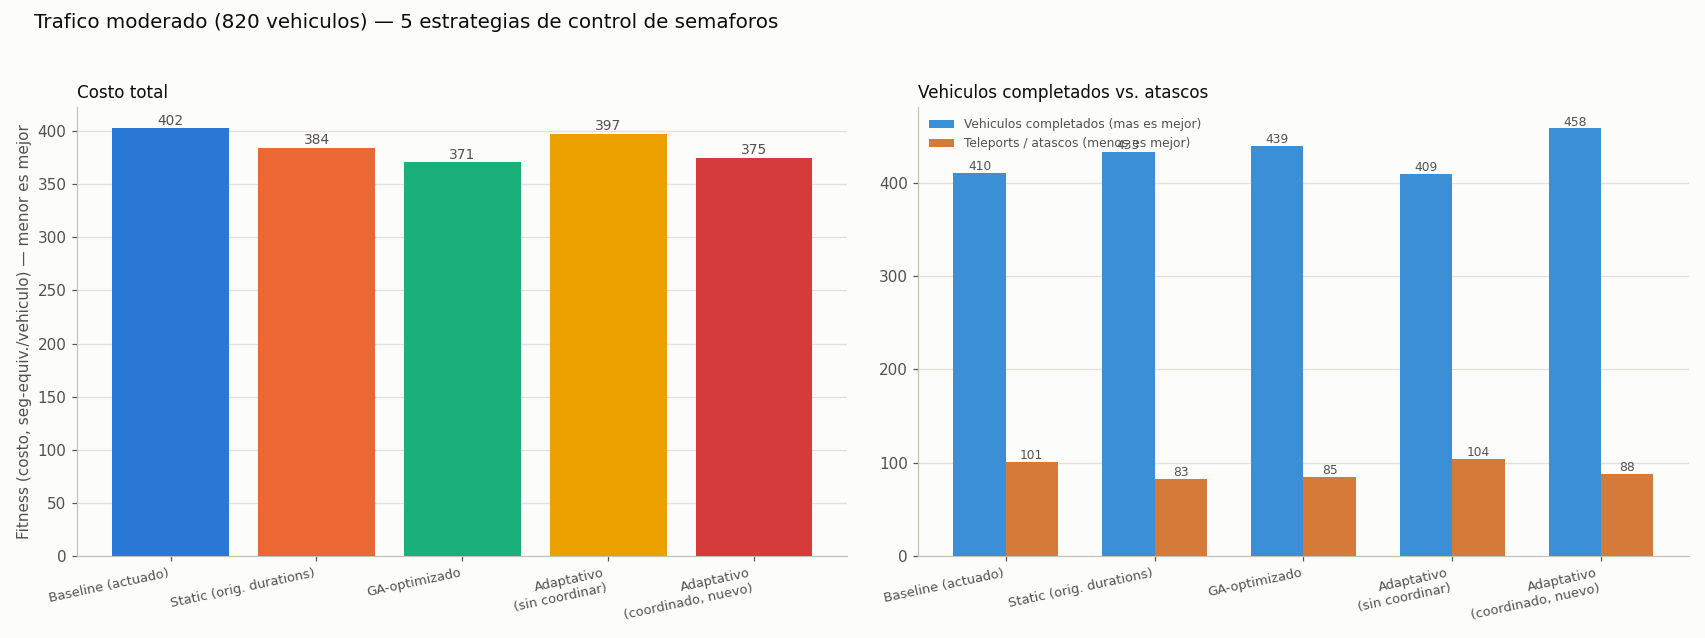 Trafico moderado (820 vehiculos) — 5 estrategias de control de semaforos
Costo total
Fitness (costo, seg-equiv./vehiculo) — menor es mejor
400
350
300
250
200
150
100
50
0
402
384
371
397
375
Baseline (actuado)
Static (orig. durations)
GA-optimizado
Adaptativo
(sin coordinar)
Adaptativo
(coordinado, nuevo)
Vehiculos completados vs. atascos
Vehiculos completados (mas es mejor)
Teleports / atascos (menos es mejor)
400
300
200
100
0
410
101
433
83
439
85
409
104
458
88
Baseline (actuado)
Static (orig. durations)
GA-optimizado
Adaptativo
(sin coordinar)
Adaptativo
(coordinado, nuevo)